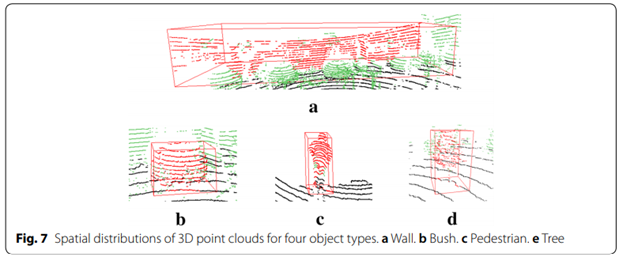 a
b c d
Fig. 7 Spatial distributions of 3D point clouds for four object types. a Wall. b Bush. c Pedestrian. e Tree